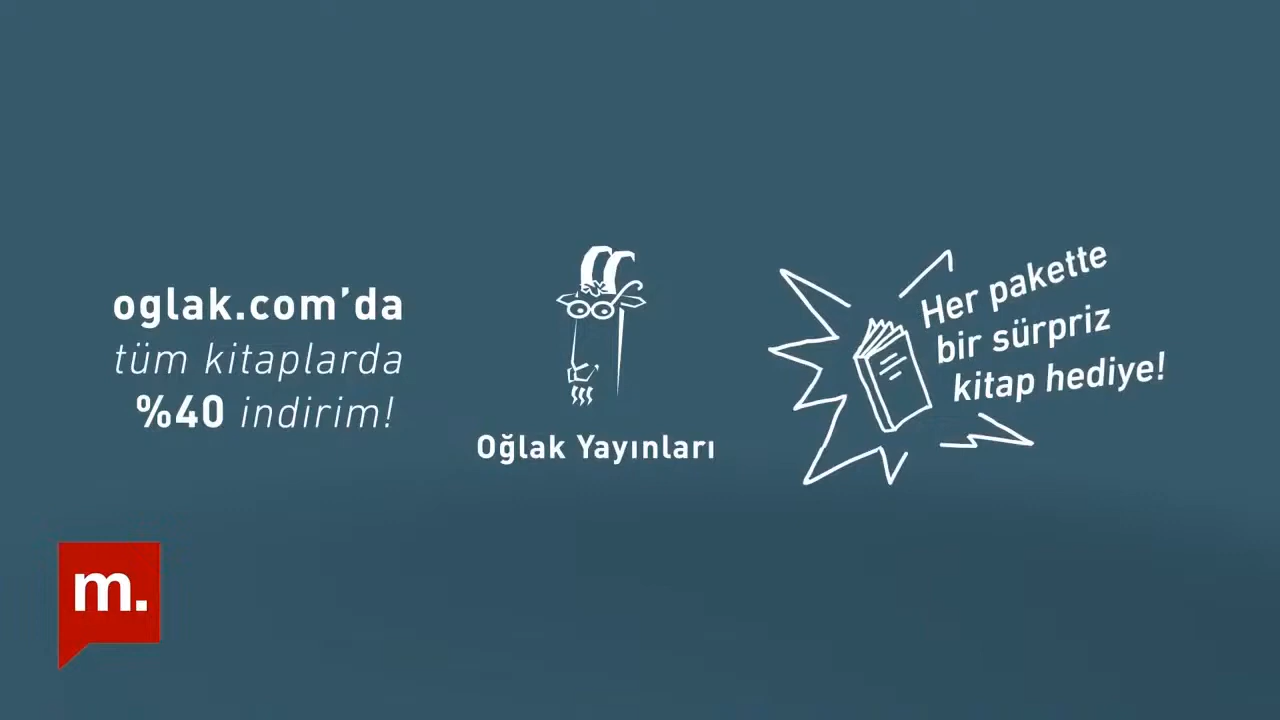 oglak.com’da
tüm kitaplarda
%40 indirim!
Oğlak Yayınları
Her pakette
bir sürpriz
kitap hediye!
m.